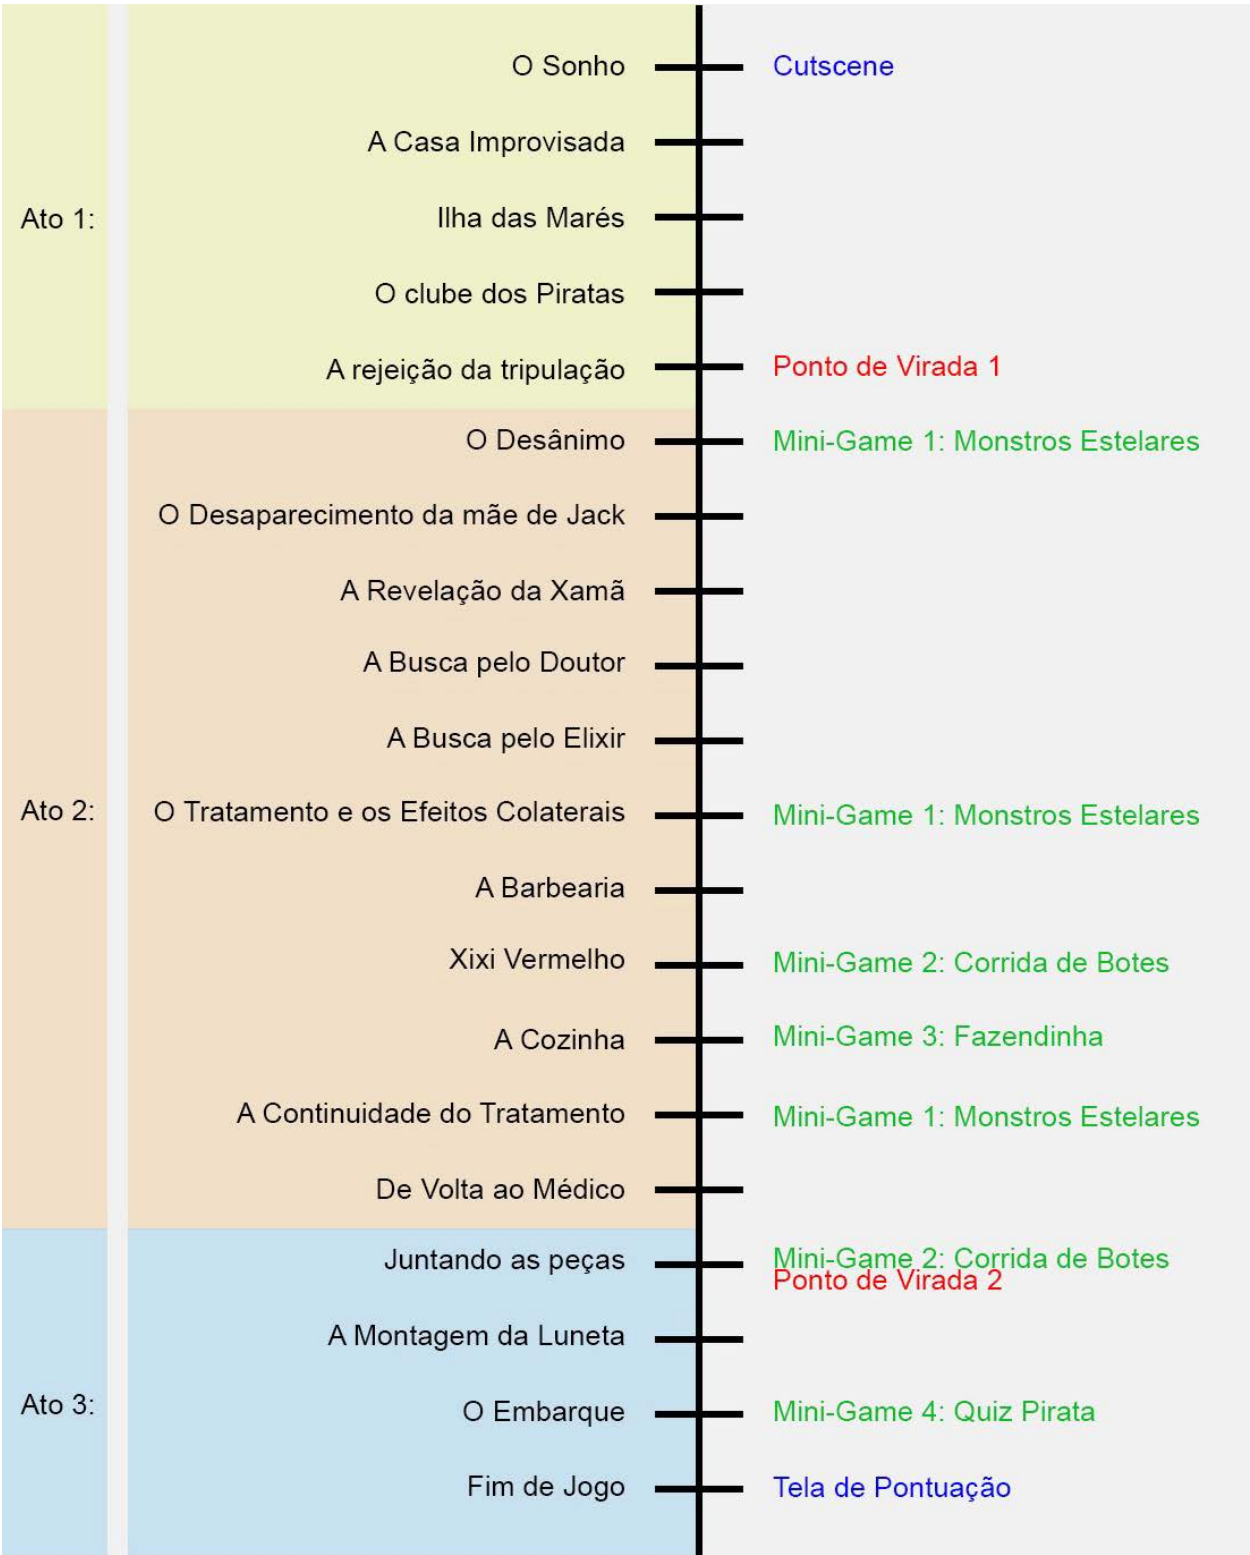 O Sonho
Cutscene
A Casa Improvisada
Ato 1:
Ilha das Marés
O clube dos Piratas
A rejeição da tripulação
Ponto de Virada 1
O Desânimo
Mini-Game 1: Monstros Estelares
O Desaparecimento da mãe de Jack
A Revelação da Xamã
A Busca pelo Doutor
A Busca pelo Elixir
Ato 2:
O Tratamento e os Efeitos Colaterais
Mini-Game 1: Monstros Estelares
A Barbearia
Xixi Vermelho
Mini-Game 2: Corrida de Botes
A Cozinha
Mini-Game 3: Fazendinha
A Continuidade do Tratamento
Mini-Game 1: Monstros Estelares
De Volta ao Médico
Juntando as peças
Mini-Game 2: Corrida de Botes
Ponto de Virada 2
A Montagem da Luneta
Ato 3:
O Embarque
Mini-Game 4: Quiz Pirata
Fim de Jogo
Tela de Pontuação